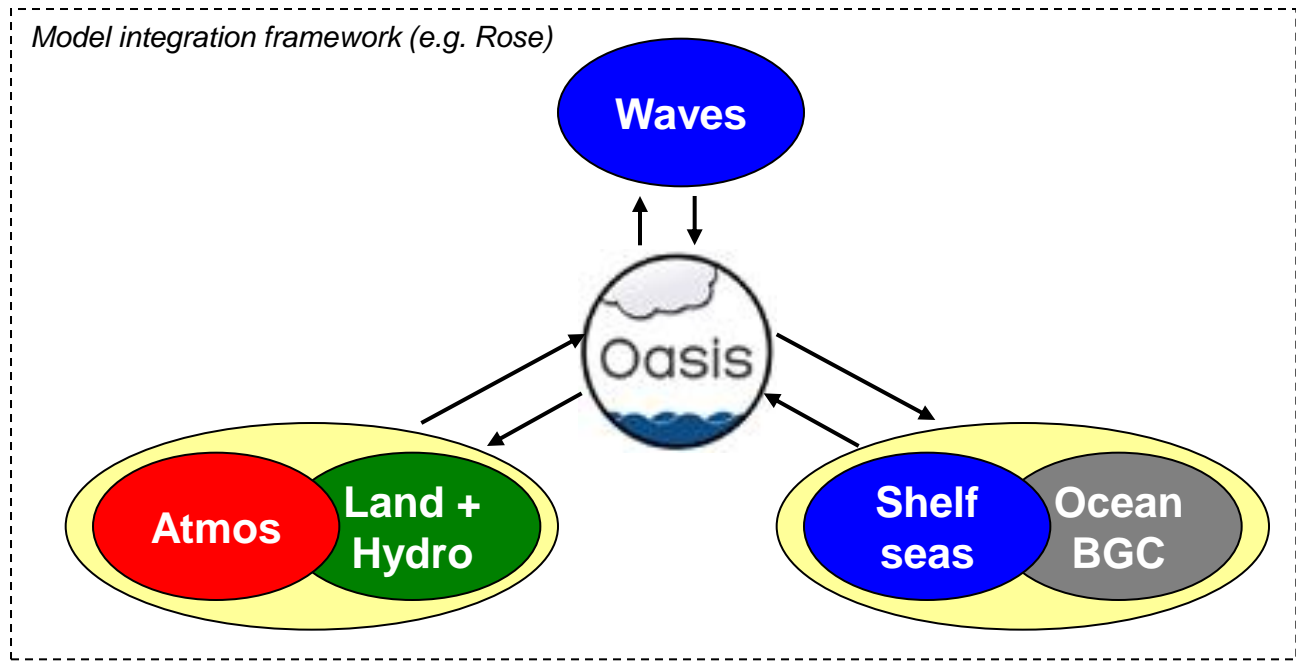 Model integration framework (e.g. Rose)
Waves
Oasis
Atmos
Land +
Hydro
Shelf
seas
Ocean
BGC